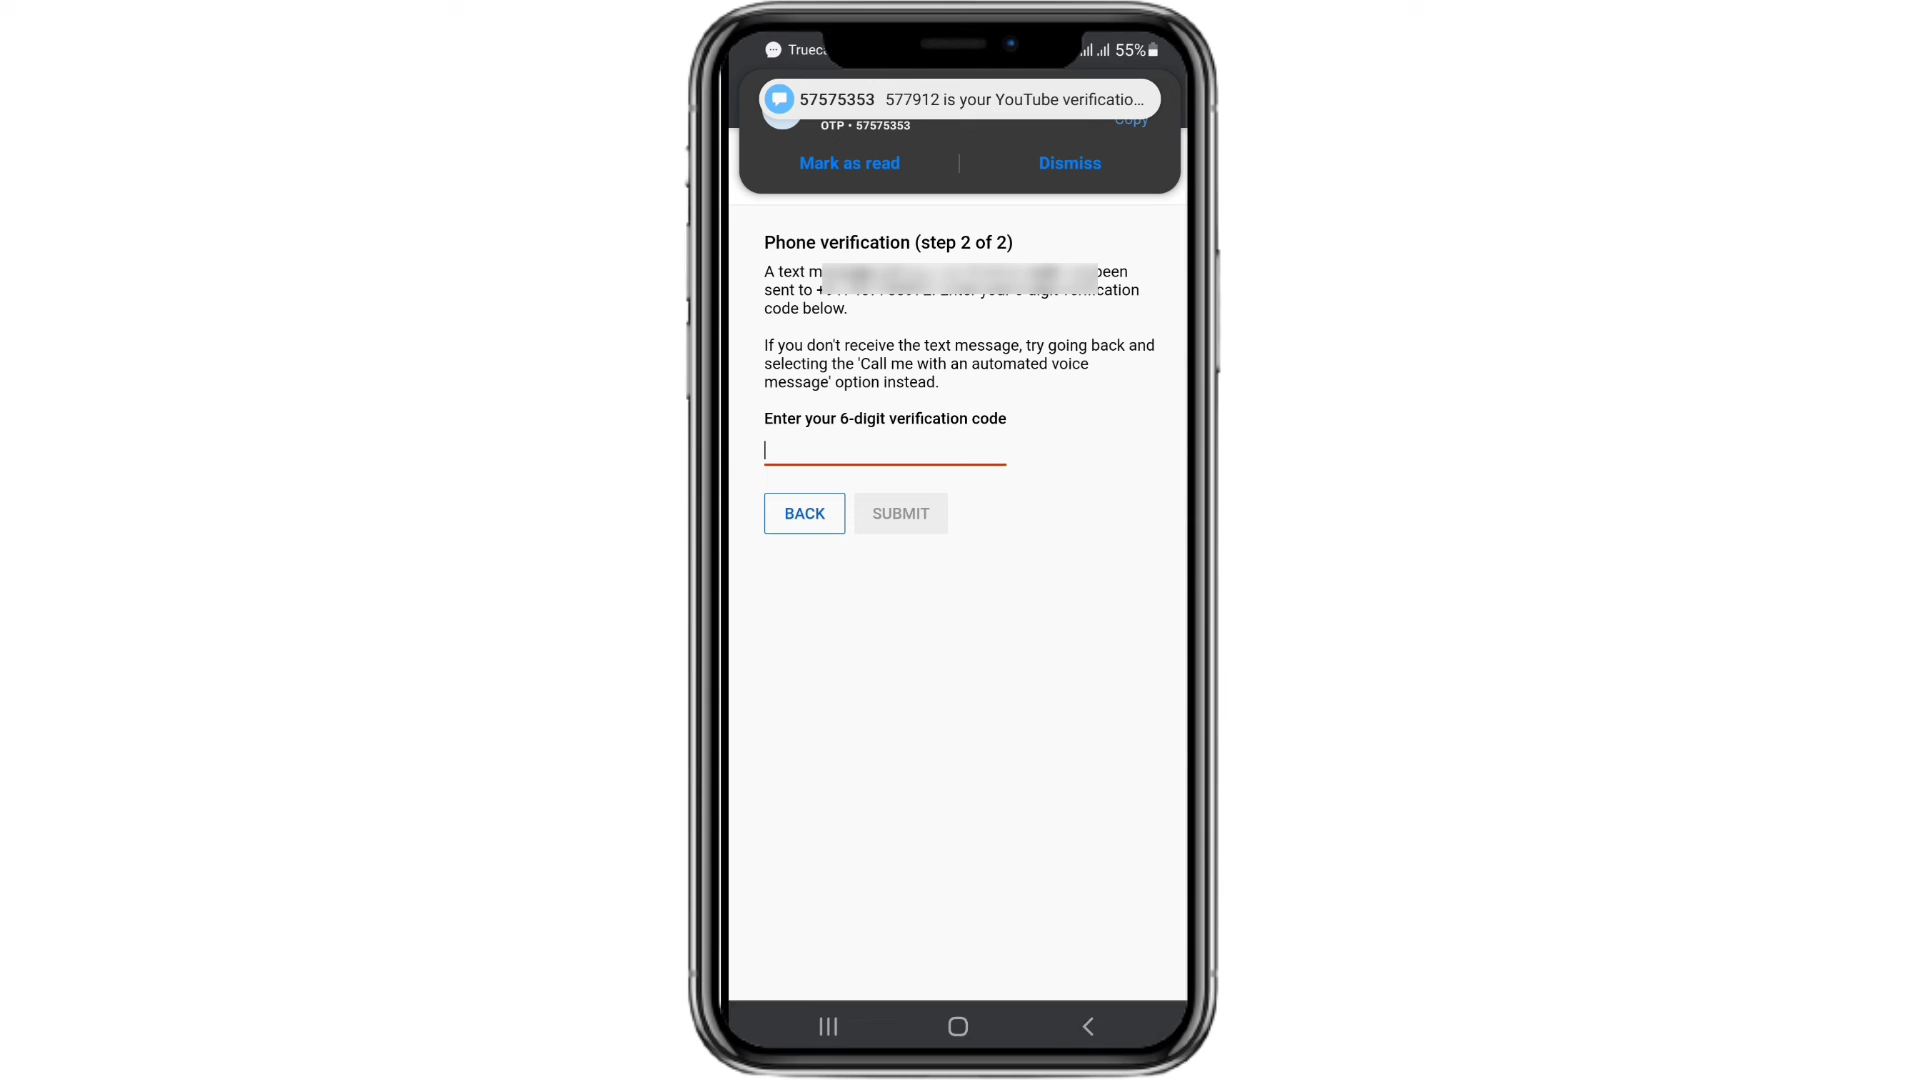 55%
57575353 577912 is your YouTube verificatio...
OTP • 57575353
Copy
Mark as read
Dismiss
Phone verification (step 2 of 2)
A text been
sent to
code below.
If you don't receive the text message, try going back and
selecting the 'Call me with an automated voice
message' option instead.
Enter your 6-digit verification code
BACK
SUBMIT